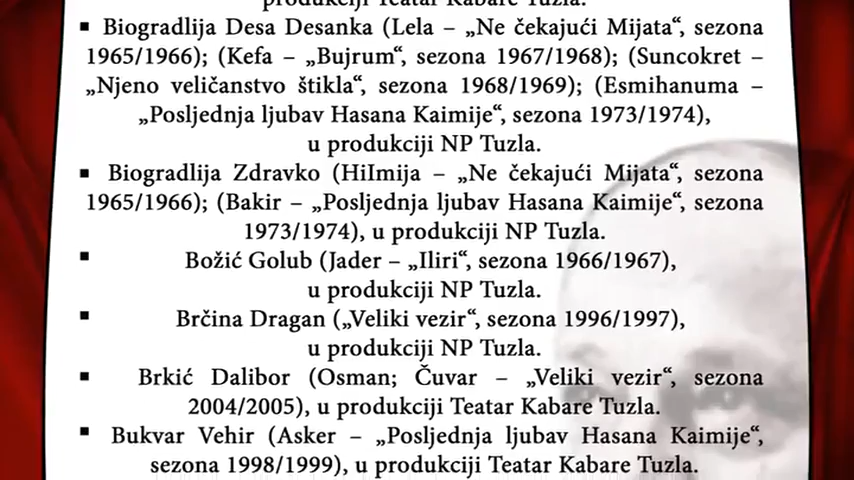 produkciji Teatar Kabare Tuzla.
▪ Biogradlija Desa Desanka (Lela – „Ne čekajući Mijata“, sezona
1965/1966); (Kefa – „Bujrum“, sezona 1967/1968); (Suncokret –
„Njeno veličanstvo štikla“, sezona 1968/1969); (Esmihanuma –
„Posljednja ljubav Hasana Kaimije“, sezona 1973/1974),
u produkciji NP Tuzla.
▪ Biogradlija Zdravko (HiImija – „Ne čekajući Mijata“, sezona
1965/1966); (Bakir – „Posljednja ljubav Hasana Kaimije“, sezona
1973/1974), u produkciji NP Tuzla.
▪ Božić Golub (Jader – „Iliri“, sezona 1966/1967),
u produkciji NP Tuzla.
▪ Brčina Dragan („Veliki vezir“, sezona 1996/1997),
u produkciji NP Tuzla.
▪ Brkić Dalibor (Osman; Čuvar – „Veliki vezir“, sezona
2004/2005), u produkciji Teatar Kabare Tuzla.
▪ Bukvar Vehir (Asker – „Posljednja ljubav Hasana Kaimije“,
sezona 1998/1999), u produkciji Teatar Kabare Tuzla.